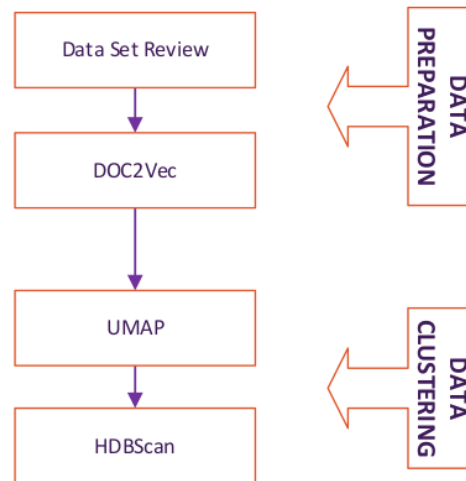 Data Set Review
DOC2Vec
DATA
PREPARATION
UMAP
HDBScan
DATA
CLUSTERING